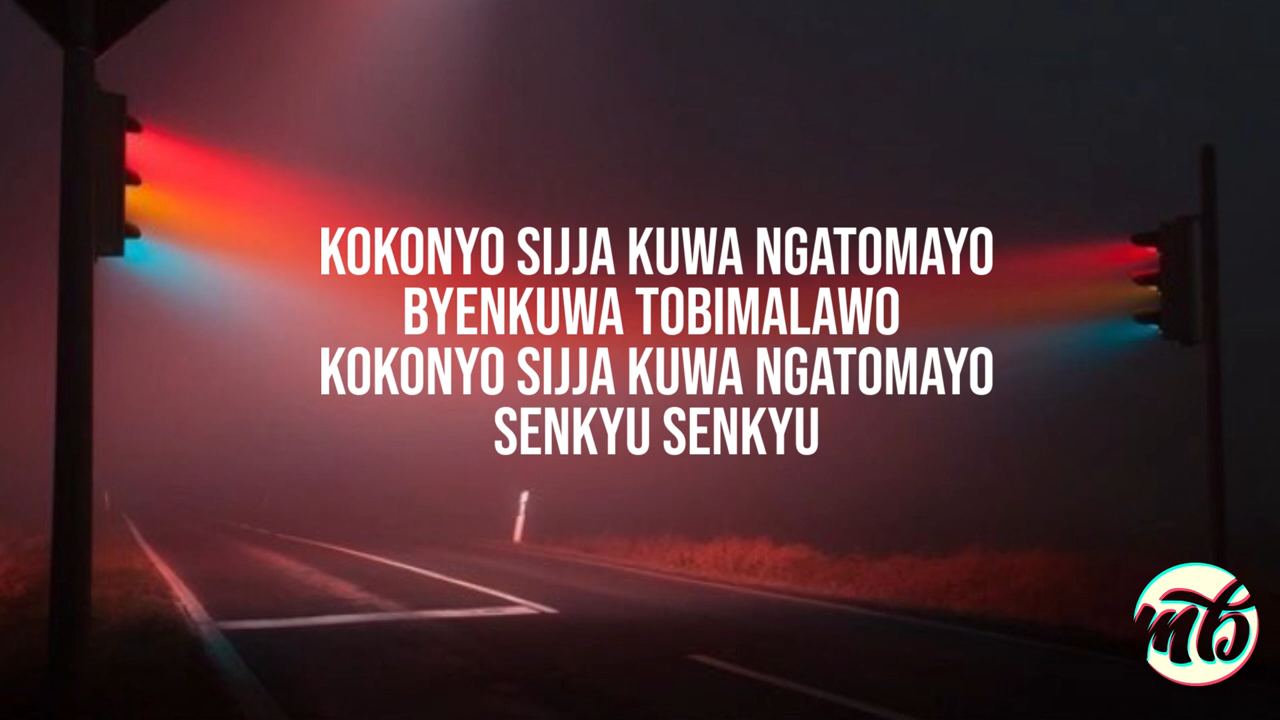 KOKONYO SIJJA KUWA NGATOMAYO
BYENKUWA TOBIMALAWO
KOKONYO SIJJA KUWA NGATOMAYO
SENKYU SENKYU